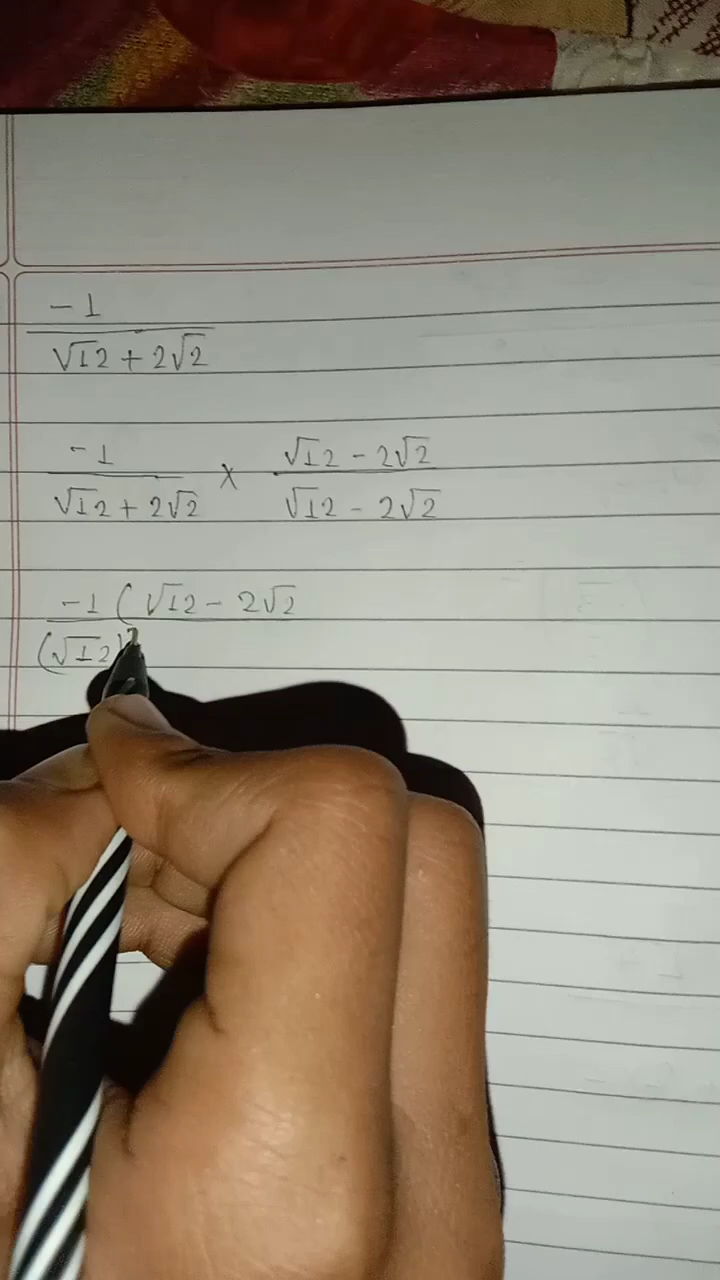 -1
√12 + 2√2
-1 × √12 - 2√2
√12 + 2√2 √12 - 2√2
-1 (√12 - 2√2
(√12)²